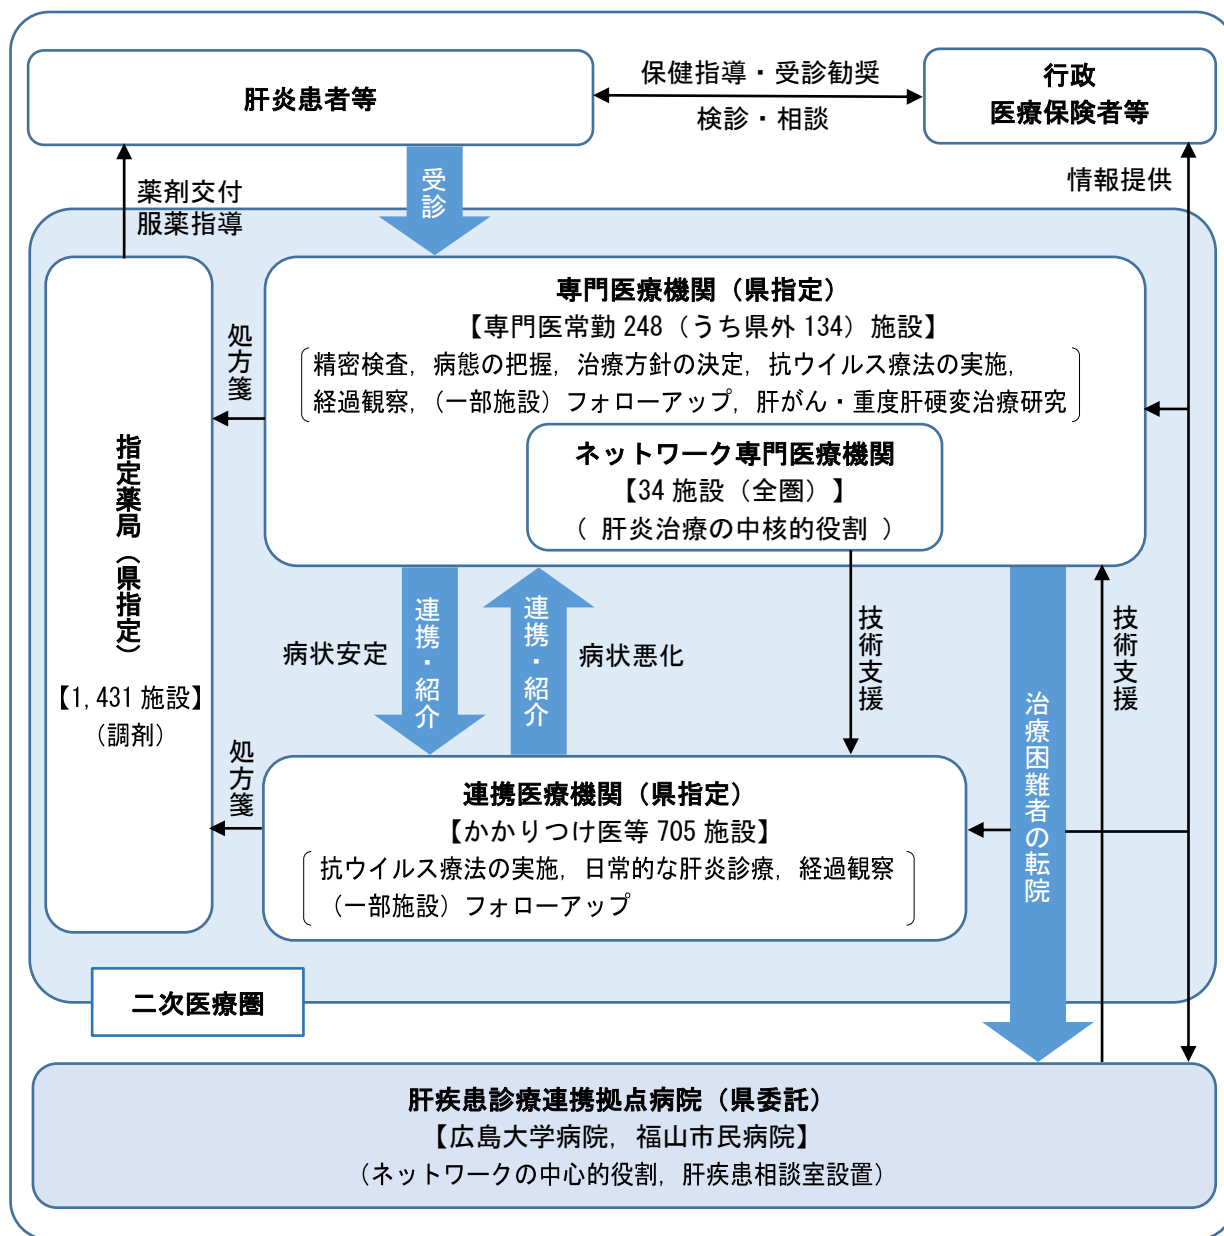 肝炎患者等
保健指導・受診勧奨
検診・相談
行政
医療保険者等
受診
薬剤交付
服薬指導
情報提供
専門医療機関（県指定）
【専門医常勤 248（うち県外 134）施設】
精密検査，病態の把握，治療方針の決定，抗ウイルス療法の実施，
経過観察，（一部施設）フォローアップ，肝がん・重度肝硬変治療研究
ネットワーク専門医療機関
【34 施設（全圏）】
（ 肝炎治療の中核的役割 ）
処方箋
指定薬局（県指定）
【1,431 施設】
（調剤）
病状安定
連携・紹介
連携・紹介
病状悪化
技術支援
技術支援
治療困難者の転院
処方箋
連携医療機関（県指定）
【かかりつけ医等 705 施設】
抗ウイルス療法の実施，日常的な肝炎診療，経過観察
（一部施設）フォローアップ
二次医療圏
肝疾患診療連携拠点病院（県委託）
【広島大学病院，福山市民病院】
（ネットワークの中心的役割，肝疾患相談室設置）